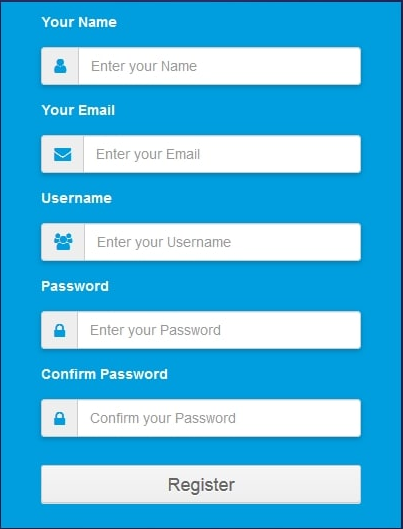 Your Name
Enter your Name
Your Email
Enter your Email
Username
Enter your Username
Password
Enter your Password
Confirm Password
Confirm your Password
Register